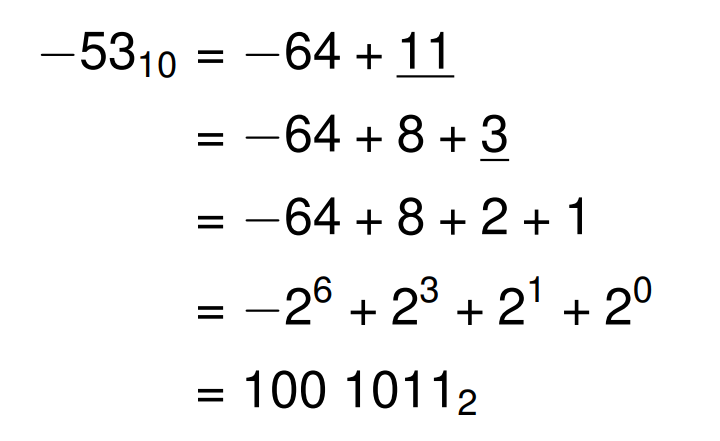 −53₁₀ = −64 + 11
= −64 + 8 + 3
= −64 + 8 + 2 + 1
= −2⁶ + 2³ + 2¹ + 2⁰
= 100 1011₂